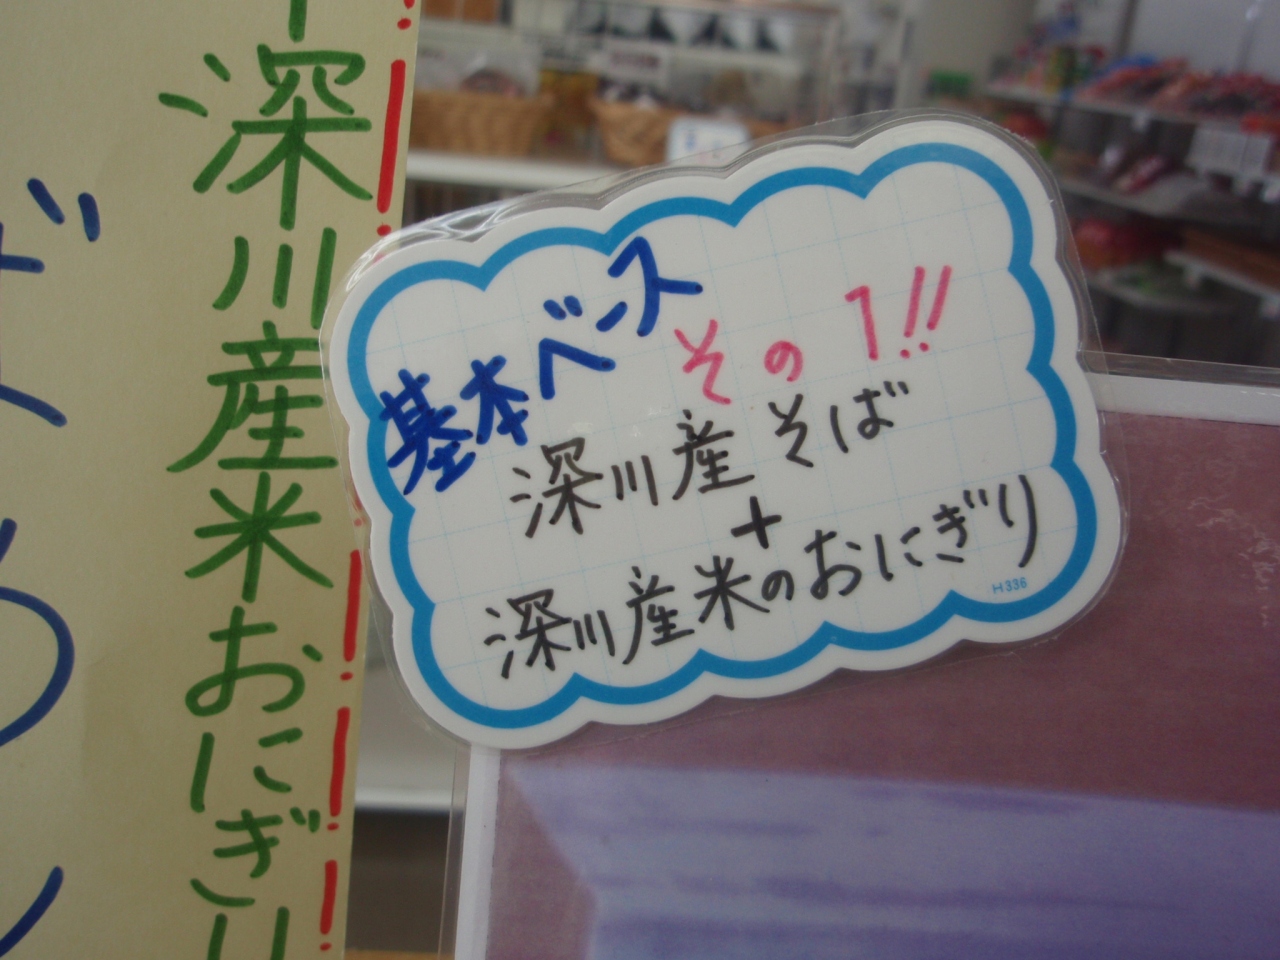 深川産米おにぎり
基本ベース その1!!
深川産そば
+
深川産米のおにぎり
H336